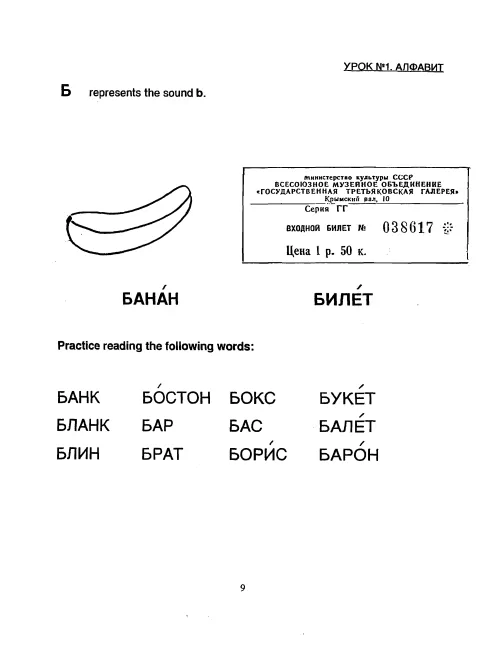 УРОК №1. АЛФАВИТ
Б represents the sound b.
министерство культуры СССР
ВСЕСОЮЗНОЕ МУЗЕЙНОЕ ОБЪЕДИНЕНИЕ
«ГОСУДАРСТВЕННАЯ ТРЕТЬЯКОВСКАЯ ГАЛЕРЕЯ»
Крымский вал, 10
Серия ГГ
ВХОДНОЙ БИЛЕТ № 038617
Цена 1 р. 50 к.
БАНА́Н БИЛЕ́Т
Practice reading the following words:
БАНК БО́СТОН БОКС БУКЕ́Т
БЛАНК БАР БАС БАЛЕ́Т
БЛИН БРАТ БОРИ́С БАРО́Н
9